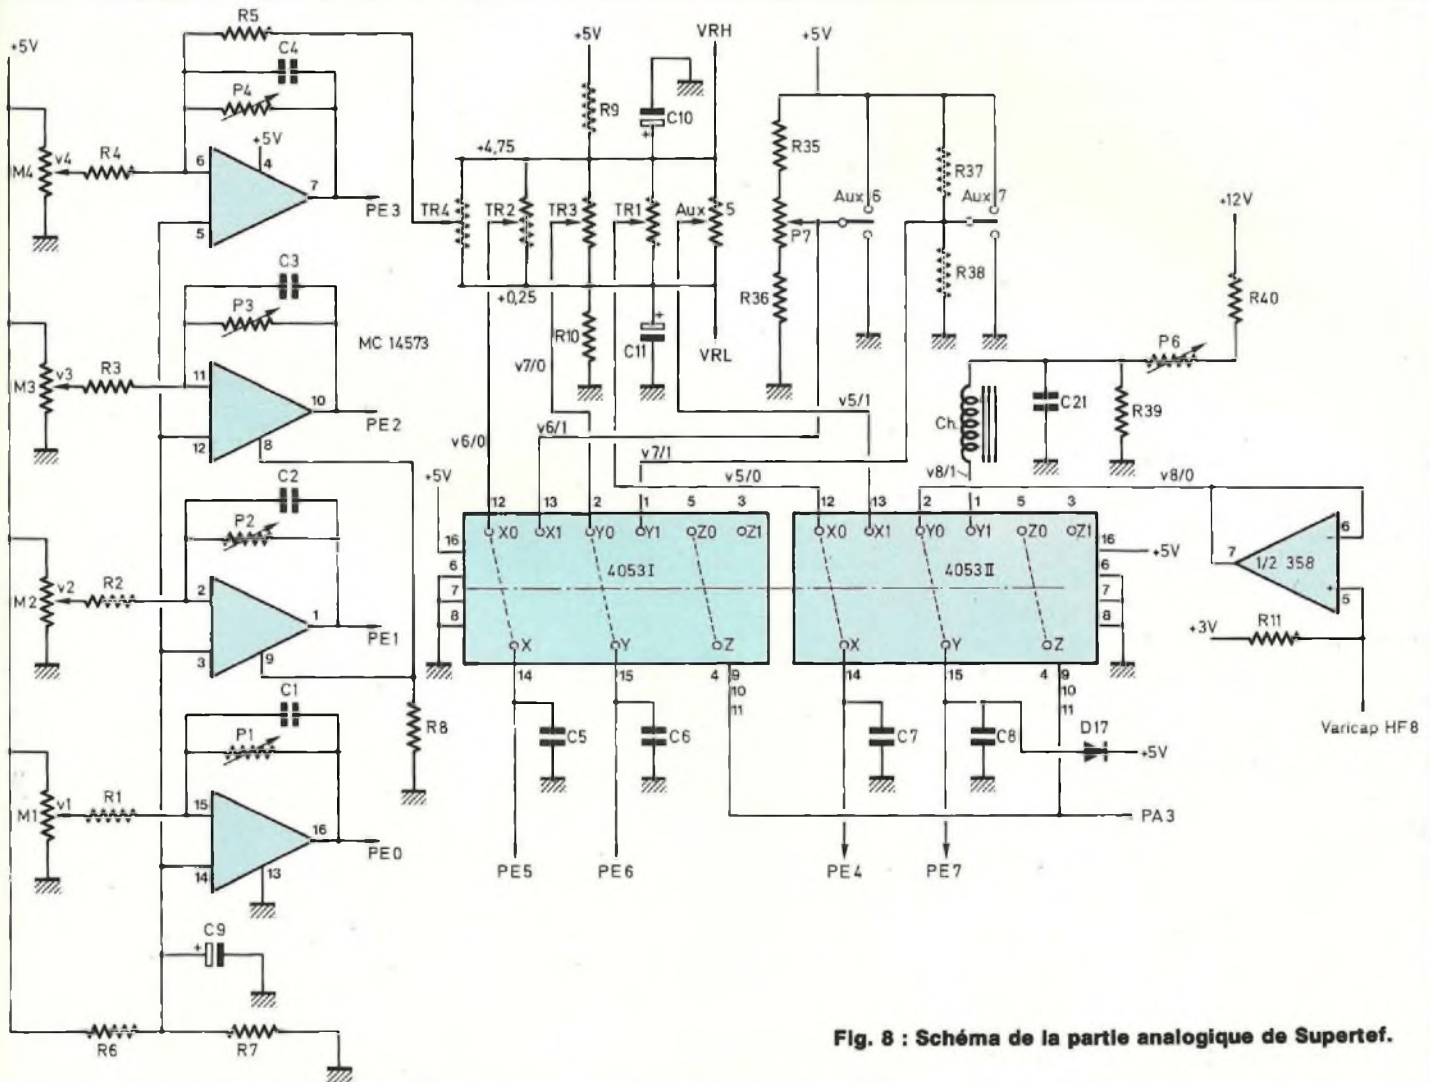 R5
+5V
C4
+5V
VRH
+5V
P4
R9
C10
+
+5V
4
R4
v4
M4
6
7
5
PE3
+4,75
R35
R37
Aux 6
Aux 7
TR4
TR2
TR3
TR1
Aux 5
P7
+12V
C3
R36
R38
R40
+0,25
P3
+
R10
C11
MC 14573
v7/0
VRL
P6
R3
v3
M3
11
10
12
8
PE2
v5/1
Ch.
C21
R39
v6/0
v6/1
v7/1
v5/0
v8/1
v8/0
C2
+5V
12
13
2
1
5
3
12
13
2
1
5
3
P2
16
X0
X1
Y0
Y1
Z0
Z1
X0
X1
Y0
Y1
Z0
Z1
16
+5V
6
-
7
1/2 358
+
5
6
7
8
4053 I
4053 II
6
7
8
R2
v2
M2
2
1
3
9
PE1
X
Y
Z
X
Y
Z
+3V
R11
14
15
4
9
10
11
14
15
4
9
10
11
C1
R8
P1
C5
C6
C7
C8
D17
+5V
Varicap HF8
R1
v1
M1
15
16
14
13
PE0
PA3
PE5
PE6
PE4
PE7
C9
+
R6
R7
Fig. 8 : Schéma de la partie analogique de Supertef.